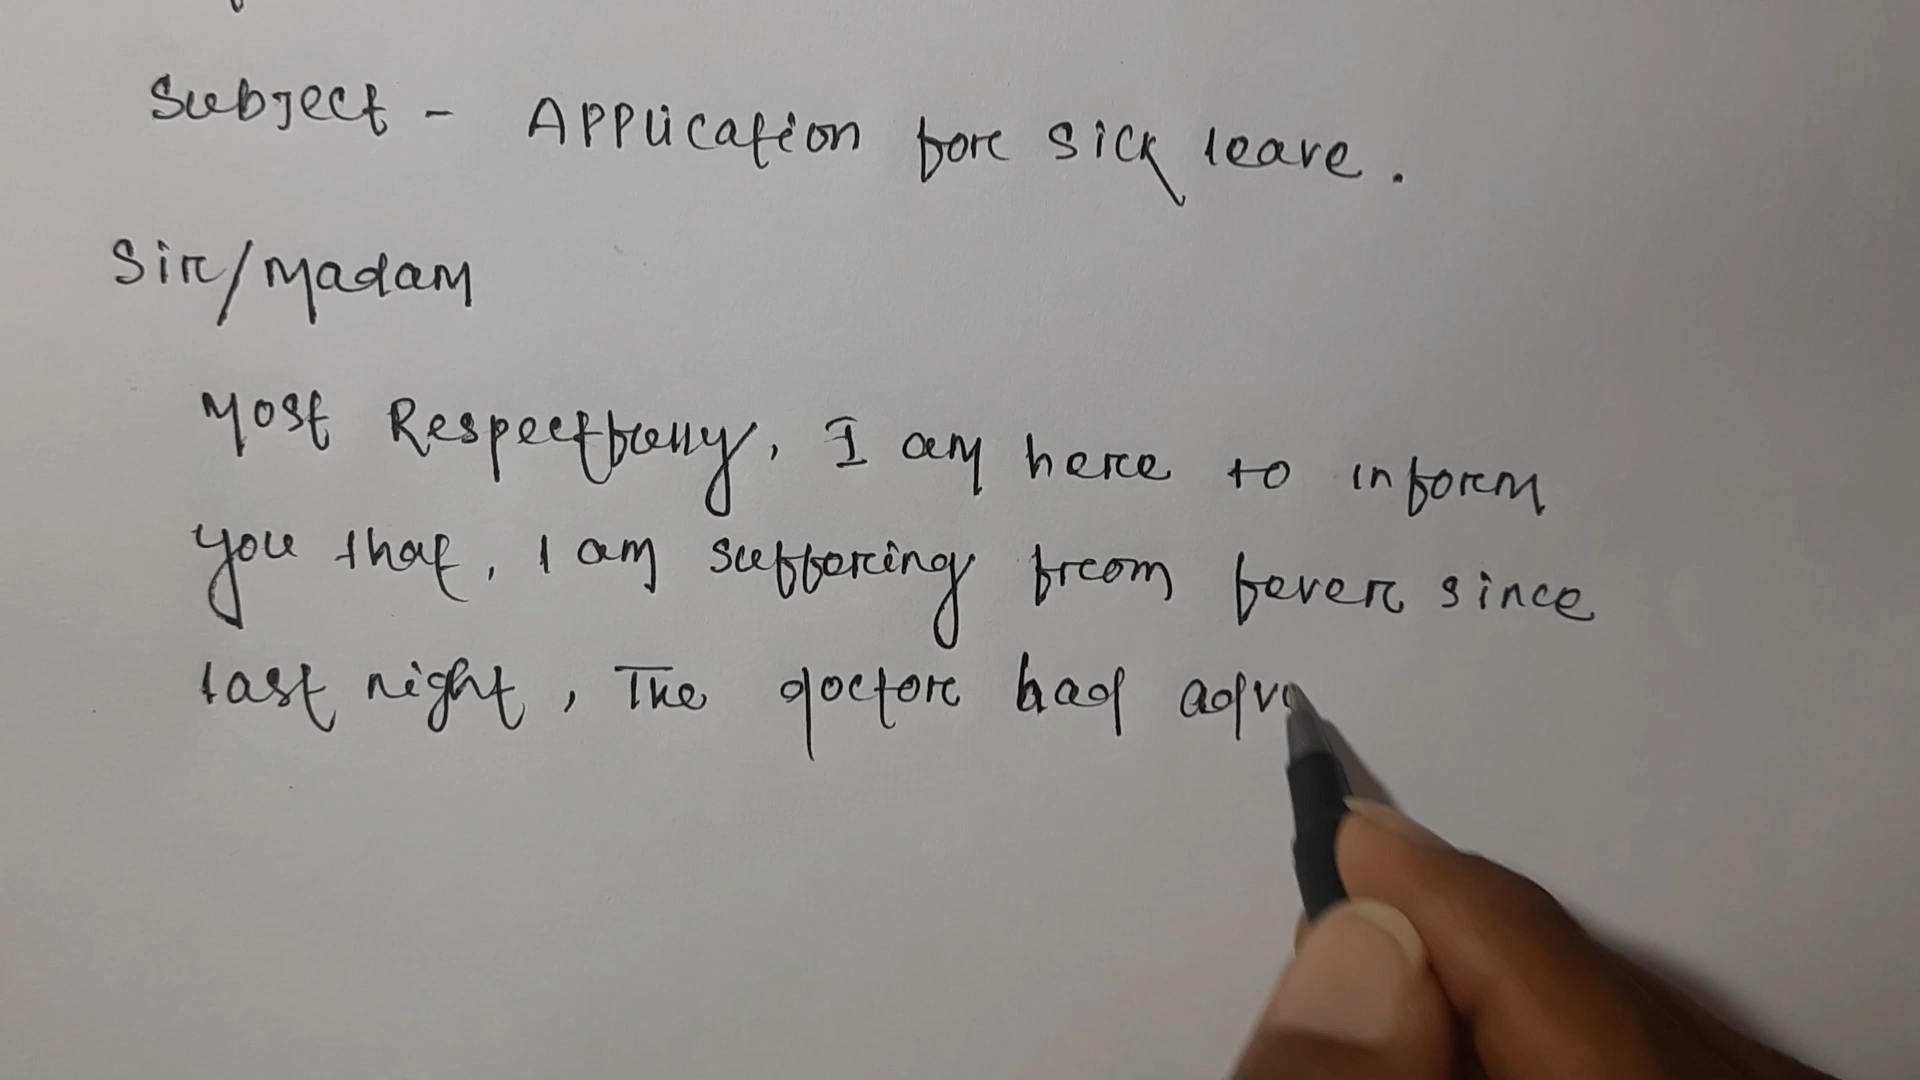 Subject - Application for sick leave.
Sir/Madam
Most Respectfully, I am here to inform
you that, I am suffering from fever since
last night, The doctor had adv